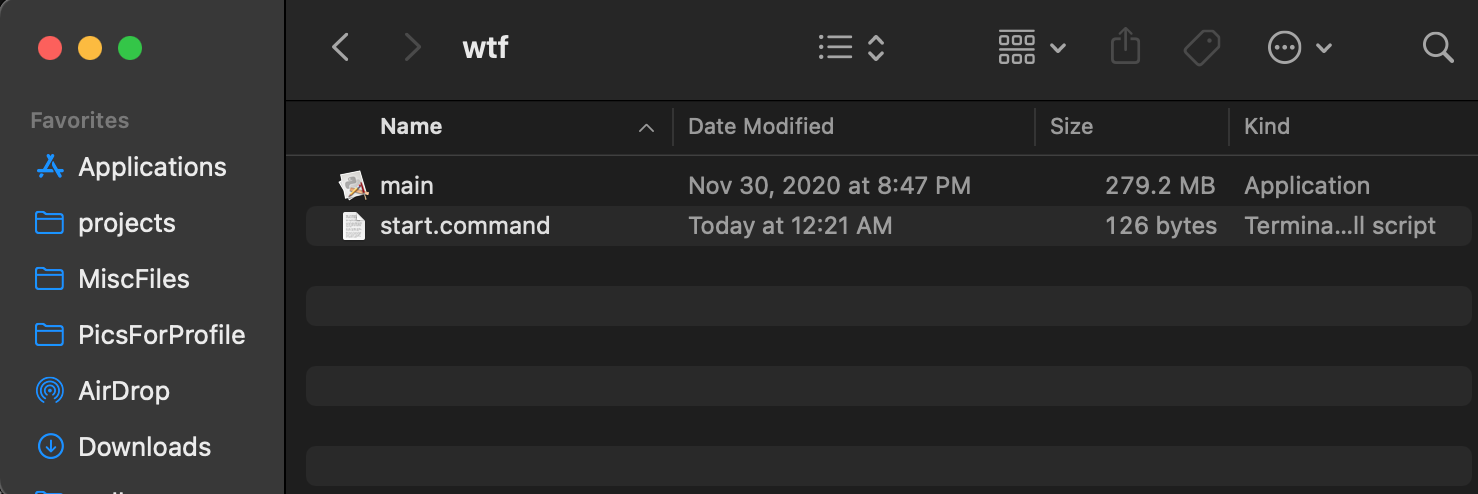 wtf
Favorites
Applications
projects
MiscFiles
PicsForProfile
AirDrop
Downloads
Name Date Modified Size Kind
main Nov 30, 2020 at 8:47 PM 279.2 MB Application
start.command Today at 12:21 AM 126 bytes Termina...ll script